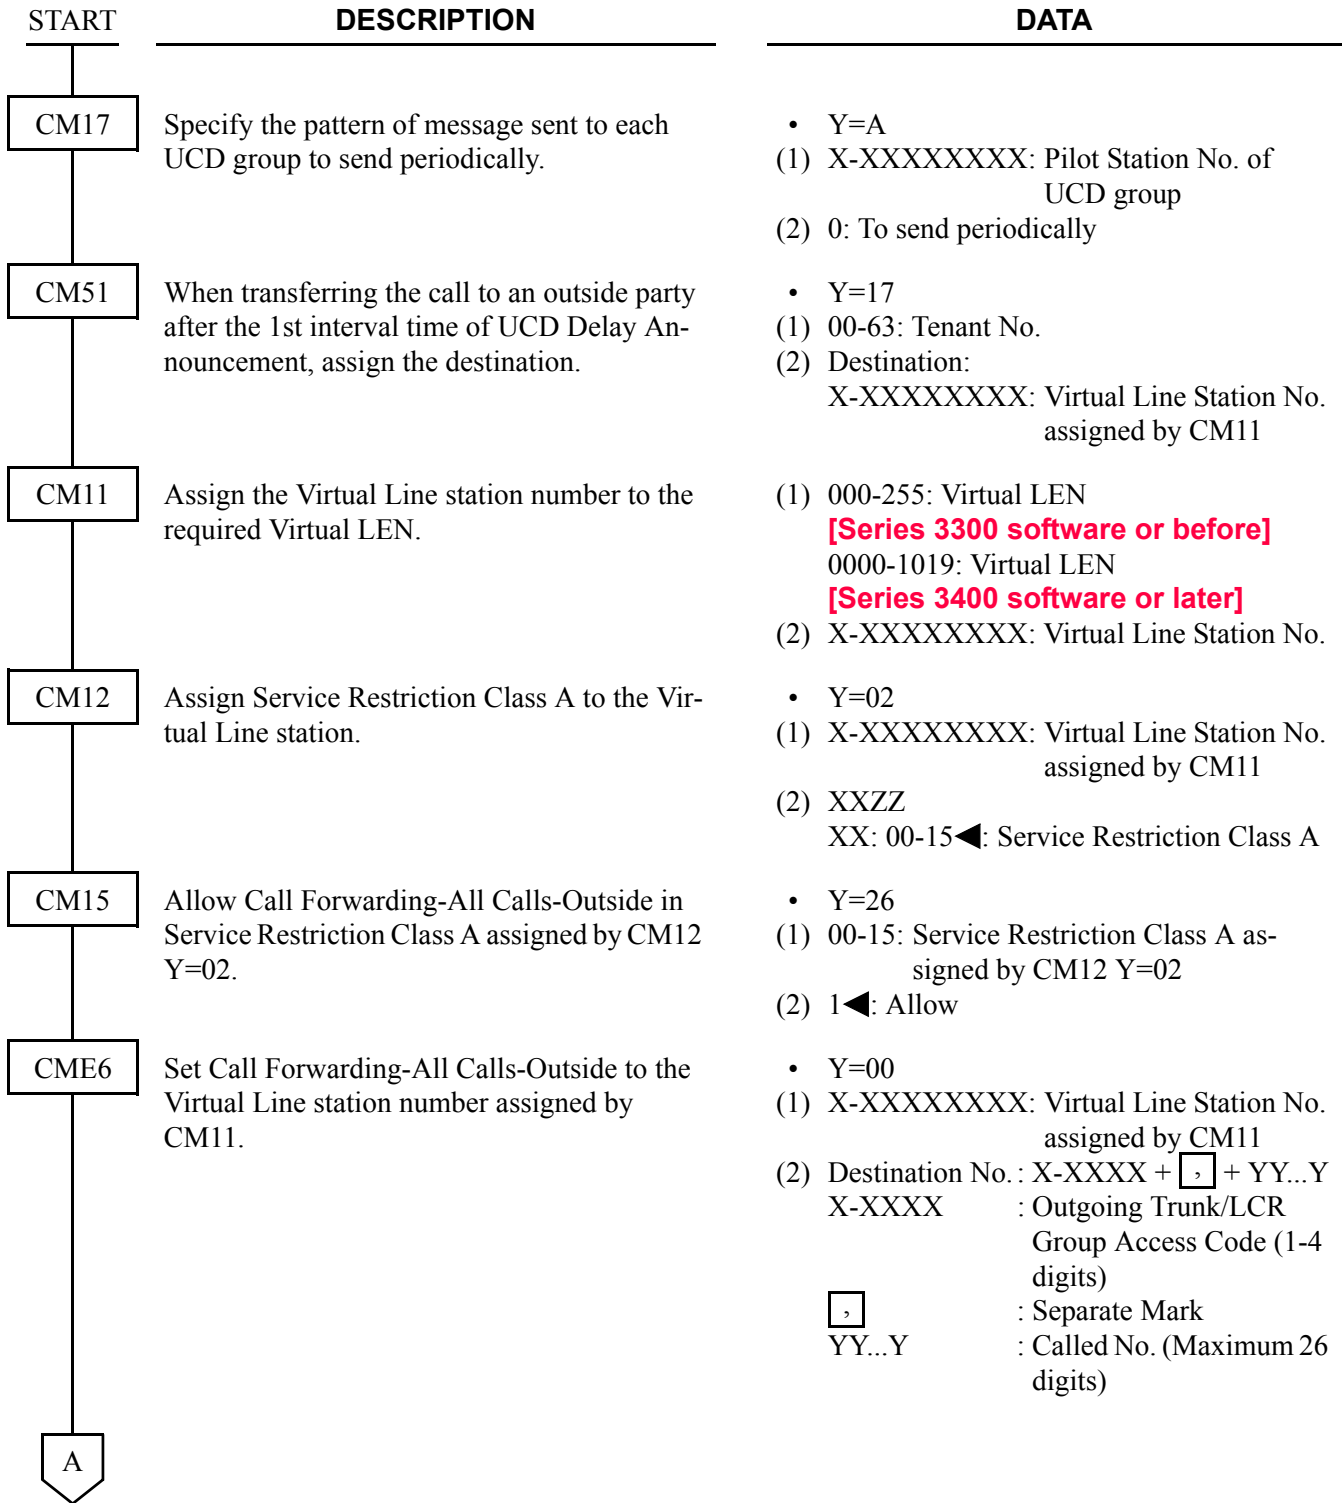 START DESCRIPTION DATA
CM17
Specify the pattern of message sent to each
UCD group to send periodically.
• Y=A
(1) X-XXXXXXXX: Pilot Station No. of
UCD group
(2) 0: To send periodically
CM51
When transferring the call to an outside party
after the 1st interval time of UCD Delay An-
nouncement, assign the destination.
• Y=17
(1) 00-63: Tenant No.
(2) Destination:
X-XXXXXXXX: Virtual Line Station No.
assigned by CM11
CM11
Assign the Virtual Line station number to the
required Virtual LEN.
(1) 000-255: Virtual LEN
[Series 3300 software or before]
0000-1019: Virtual LEN
[Series 3400 software or later]
(2) X-XXXXXXXX: Virtual Line Station No.
CM12
Assign Service Restriction Class A to the Vir-
tual Line station.
• Y=02
(1) X-XXXXXXXX: Virtual Line Station No.
assigned by CM11
(2) XXZZ
XX: 00-15◀: Service Restriction Class A
CM15
Allow Call Forwarding-All Calls-Outside in
Service Restriction Class A assigned by CM12
Y=02.
• Y=26
(1) 00-15: Service Restriction Class A as-
signed by CM12 Y=02
(2) 1◀: Allow
CME6
Set Call Forwarding-All Calls-Outside to the
Virtual Line station number assigned by
CM11.
• Y=00
(1) X-XXXXXXXX: Virtual Line Station No.
assigned by CM11
(2) Destination No. : X-XXXX + , + YY...Y
X-XXXX : Outgoing Trunk/LCR
Group Access Code (1-4
digits)
, : Separate Mark
YY...Y : Called No. (Maximum 26
digits)
A